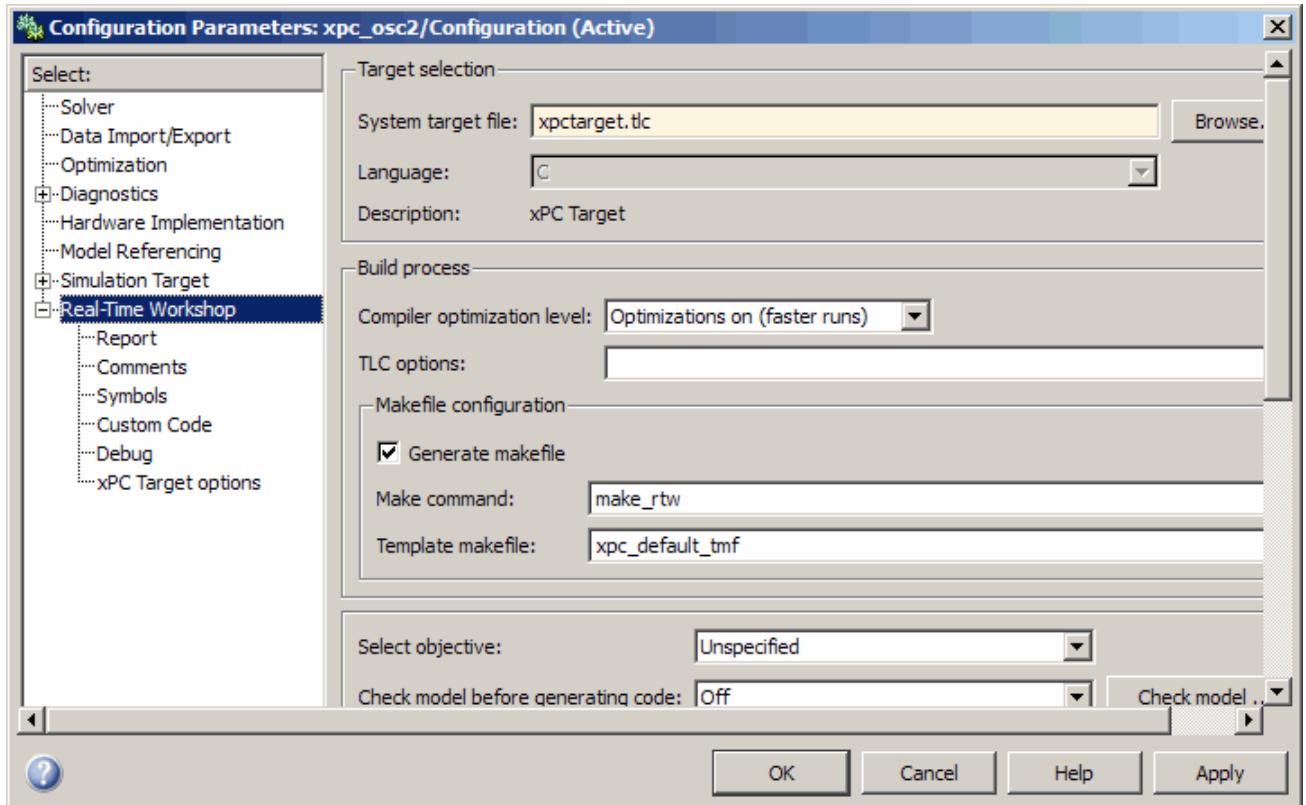 Configuration Parameters: xpc_osc2/Configuration (Active)
Select:
Solver
Data Import/Export
Optimization
Diagnostics
Hardware Implementation
Model Referencing
Simulation Target
Real-Time Workshop
Report
Comments
Symbols
Custom Code
Debug
xPC Target options
Target selection
System target file: xpctarget.tlc Browse.
Language: C
Description: xPC Target
Build process
Compiler optimization level: Optimizations on (faster runs)
TLC options:
Makefile configuration
Generate makefile
Make command: make_rtw
Template makefile: xpc_default_tmf
Select objective: Unspecified
Check model before generating code: Off Check model ..
OK Cancel Help Apply